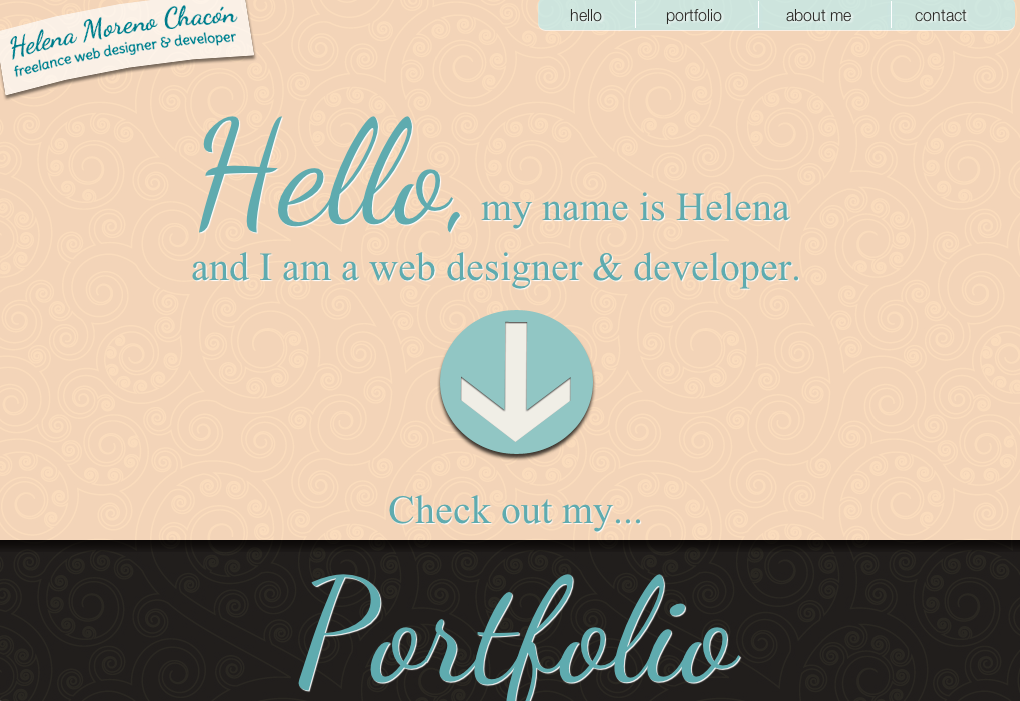 Helena Moreno Chacón
freelance web designer & developer
hello portfolio about me contact
Hello, my name is Helena
and I am a web designer & developer.
Check out my...
Portfolio